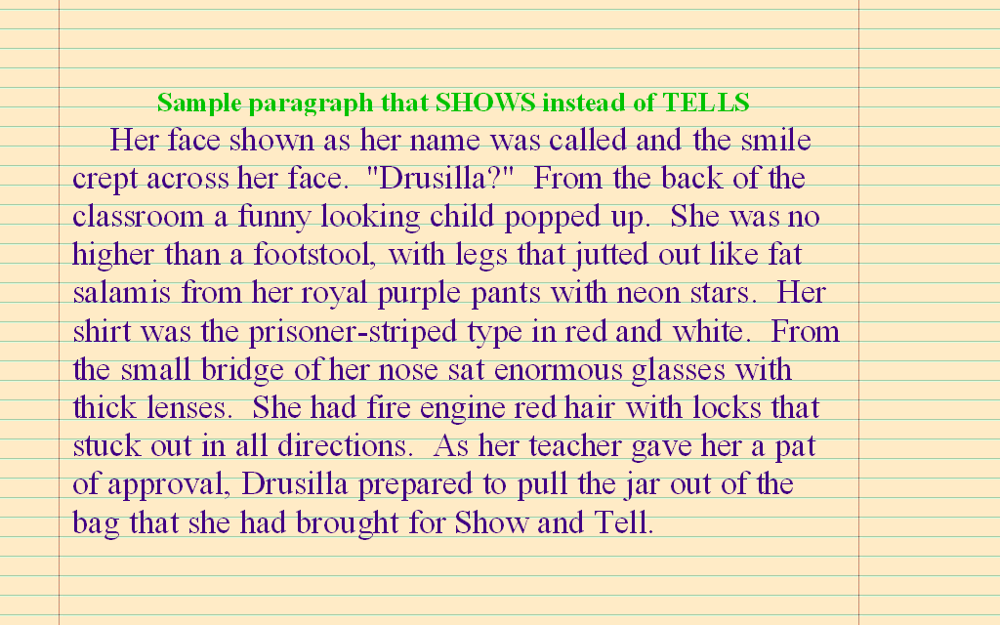 Sample paragraph that SHOWS instead of TELLS
Her face shown as her name was called and the smile
crept across her face.  "Drusilla?"  From the back of the
classroom a funny looking child popped up.  She was no
higher than a footstool, with legs that jutted out like fat
salamis from her royal purple pants with neon stars.  Her
shirt was the prisoner-striped type in red and white.  From
the small bridge of her nose sat enormous glasses with
thick lenses.  She had fire engine red hair with locks that
stuck out in all directions.  As her teacher gave her a pat
of approval, Drusilla prepared to pull the jar out of the
bag that she had brought for Show and Tell.